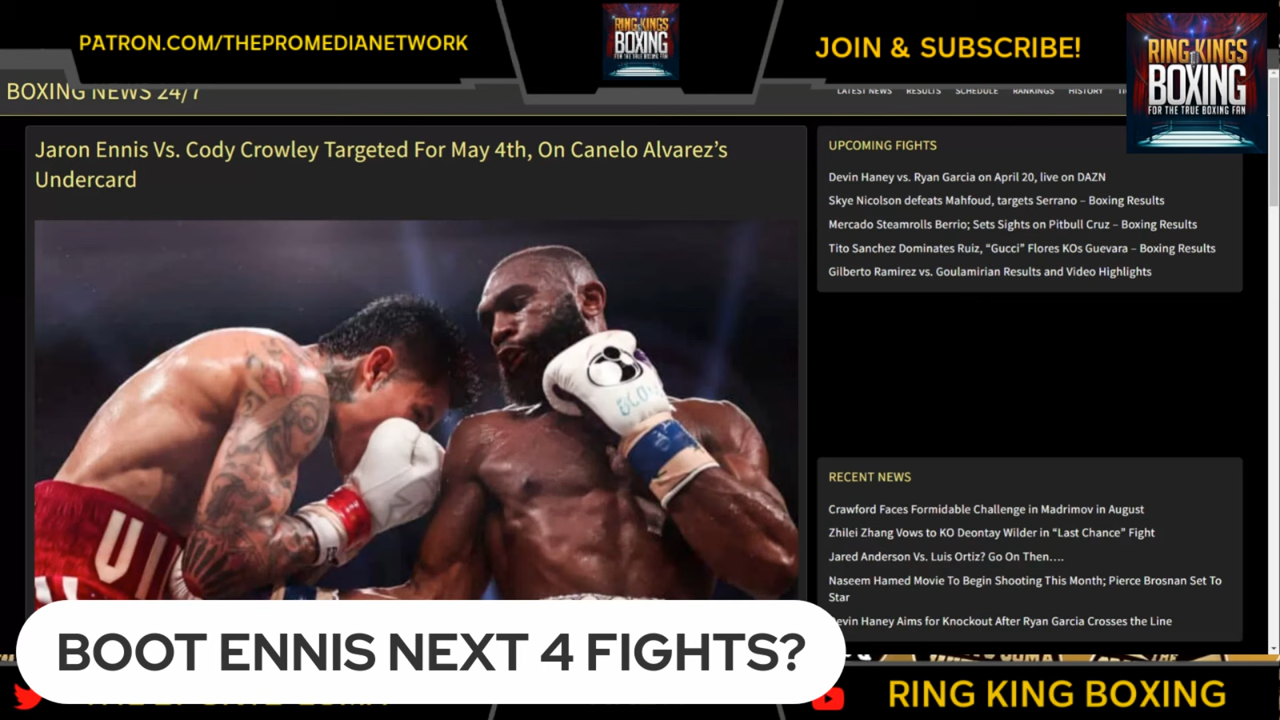 PATRON.COM/THEPROMEDIANETWORK
RING KINGS
BOXING
FOR THE TRUE BOXING FAN
JOIN & SUBSCRIBE!
RING KINGS
BOXING
FOR THE TRUE BOXING FAN
BOXING NEWS 24/7
LATEST NEWS RESULTS SCHEDULE RANKINGS HISTORY
Jaron Ennis Vs. Cody Crowley Targeted For May 4th, On Canelo Alvarez’s
Undercard
UPCOMING FIGHTS
Devin Haney vs. Ryan Garcia on April 20, live on DAZN
Skye Nicolson defeats Mahfoud, targets Serrano – Boxing Results
Mercado Steamrolls Berrio; Sets Sights on Pitbull Cruz – Boxing Results
Tito Sanchez Dominates Ruiz, “Gucci” Flores KOs Guevara – Boxing Results
Gilberto Ramirez vs. Goulamirian Results and Video Highlights
RECENT NEWS
Crawford Faces Formidable Challenge in Madrimov in August
Zhilei Zhang Vows to KO Deontay Wilder in “Last Chance” Fight
Jared Anderson Vs. Luis Ortiz? Go On Then….
Naseem Hamed Movie To Begin Shooting This Month; Pierce Brosnan Set To
Star
evin Haney Aims for Knockout After Ryan Garcia Crosses the Line
BOOT ENNIS NEXT 4 FIGHTS?
RING KING BOXING